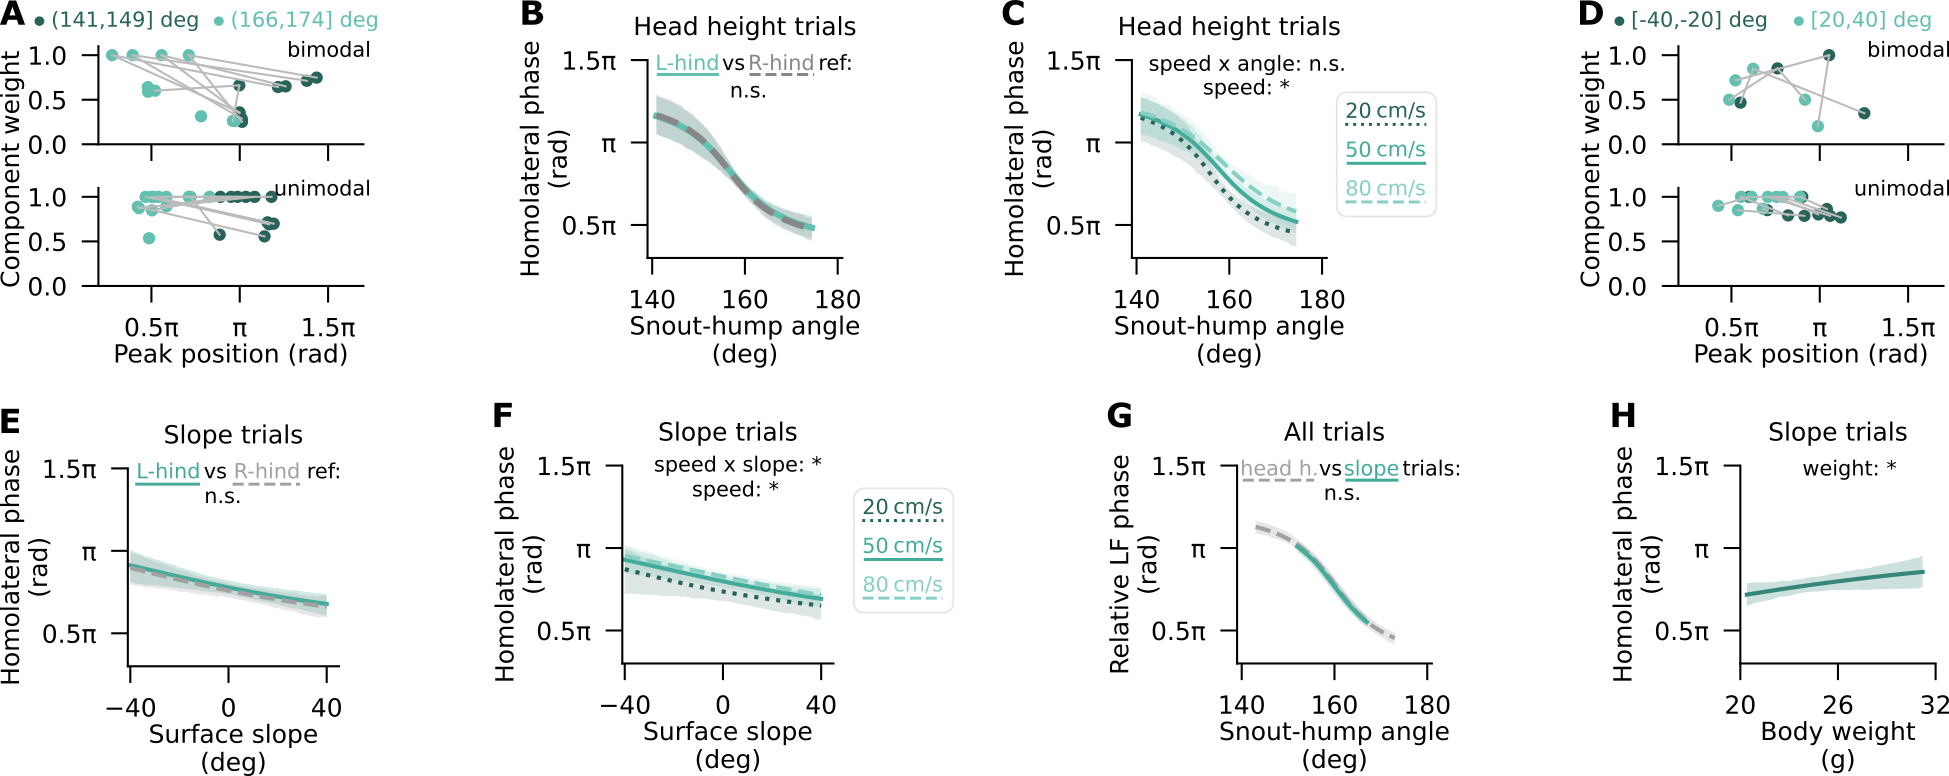 A
(141,149] deg
(166,174] deg
bimodal
1.0
0.5
0.0
unimodal
1.0
0.5
0.0
Component weight
0.5π
π
1.5π
Peak position (rad)
B
Head height trials
L-hind vs R-hind ref:
n.s.
1.5π
π
0.5π
Homolateral phase
(rad)
140
160
180
Snout-hump angle
(deg)
C
Head height trials
speed x angle: n.s.
speed: *
1.5π
π
0.5π
Homolateral phase
(rad)
140
160
180
Snout-hump angle
(deg)
20 cm/s
50 cm/s
80 cm/s
D
[-40,-20] deg
[20,40] deg
bimodal
1.0
0.5
0.0
unimodal
1.0
0.5
0.0
Component weight
0.5π
π
1.5π
Peak position (rad)
E
Slope trials
L-hind vs R-hind ref:
n.s.
1.5π
π
0.5π
Homolateral phase
(rad)
−40
0
40
Surface slope
(deg)
F
Slope trials
speed x slope: *
speed: *
1.5π
π
0.5π
Homolateral phase
(rad)
−40
0
40
Surface slope
(deg)
20 cm/s
50 cm/s
80 cm/s
G
All trials
head h. vs slope trials:
n.s.
1.5π
π
0.5π
Relative LF phase
(rad)
140
160
180
Snout-hump angle
(deg)
H
Slope trials
weight: *
1.5π
π
0.5π
Homolateral phase
(rad)
20
26
32
Body weight
(g)